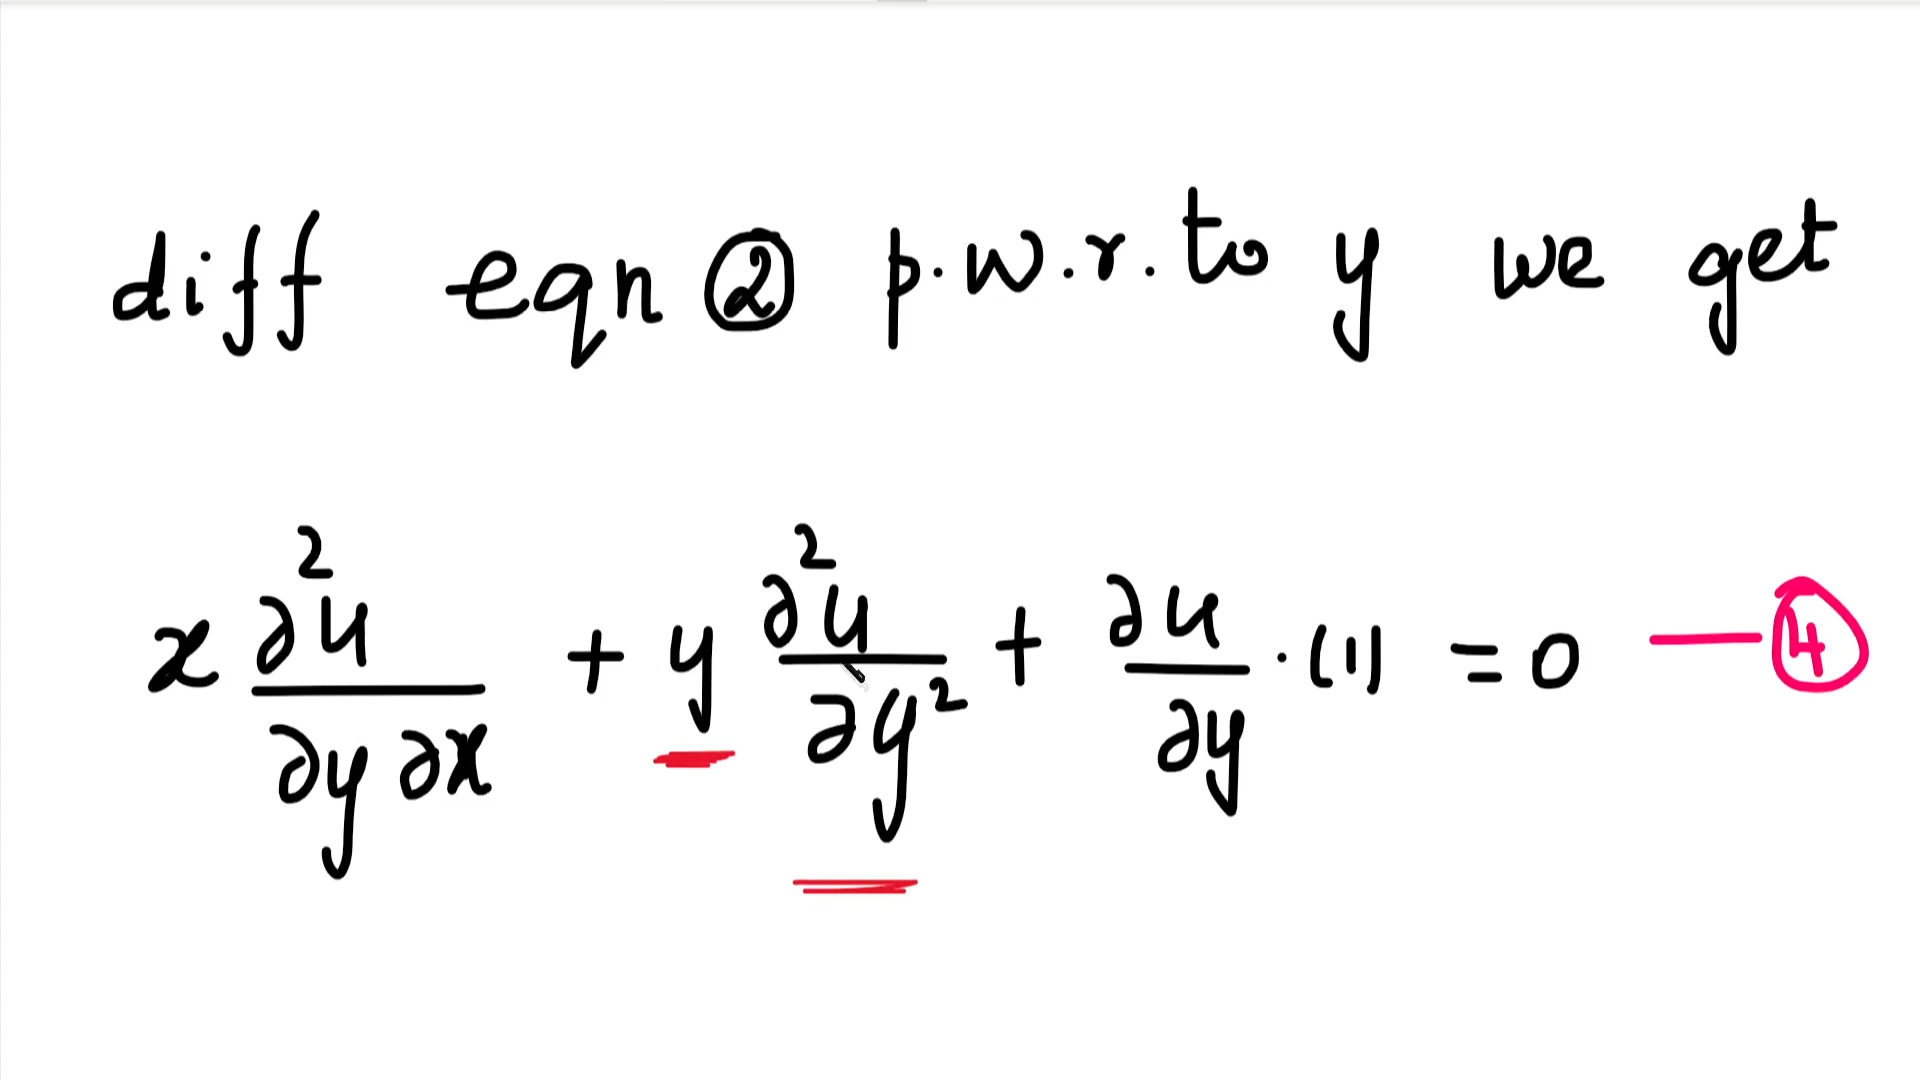 diff eqn ② p.w.r. to y we get
x ∂²u/∂y∂x + y ∂²u/∂y² + ∂u/∂y · (1) = 0 — ④